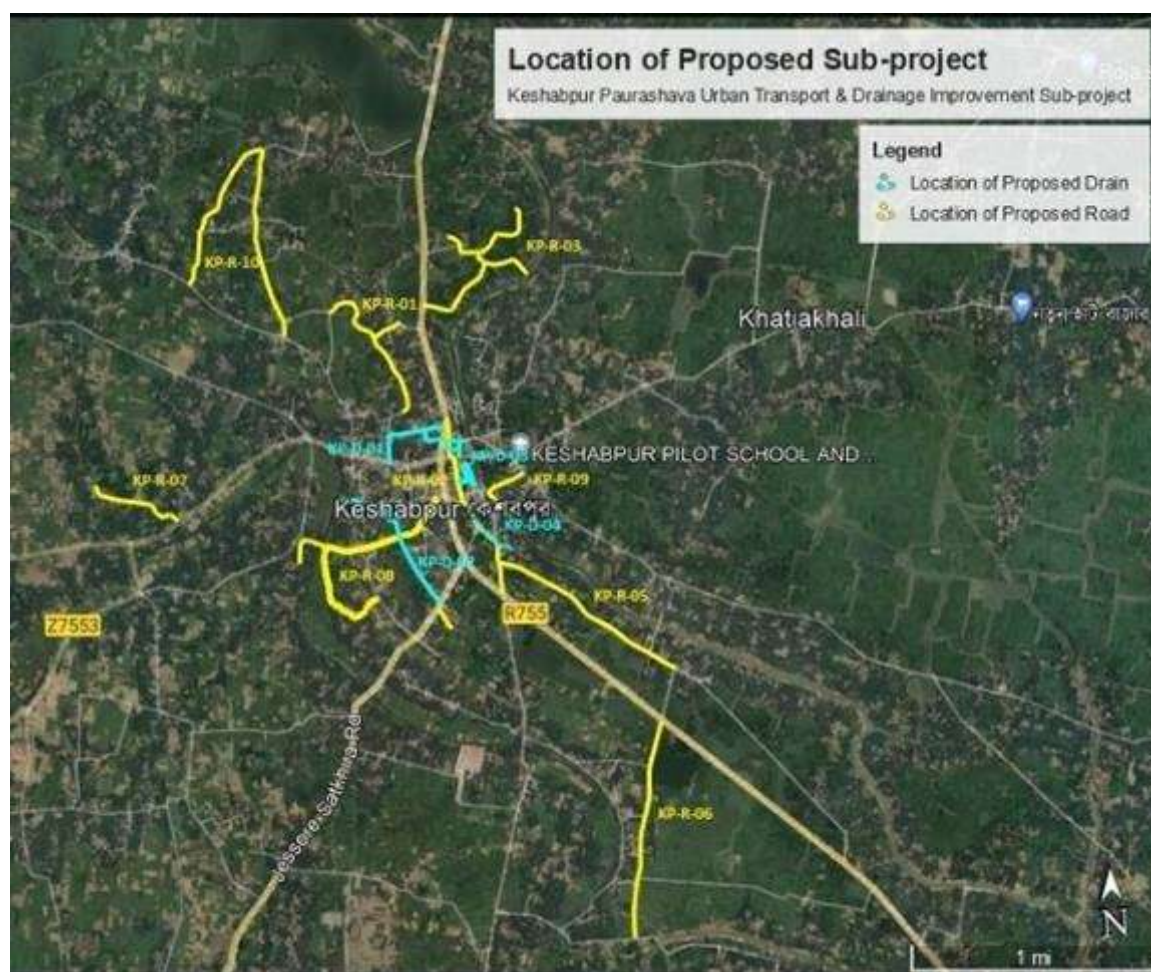 Location of Proposed Sub-project
Keshabpur Paurashava Urban Transport & Drainage Improvement Sub-project
Legend
Location of Proposed Drain
Location of Proposed Road
KP-R-03
KP-R-10
KP-R-01
Khatiakhali
KESHABPUR PILOT SCHOOL AND...
KP-R-07
KP-R-09
Keshabpur কেশবপুর
KP-D-04
KP-R-08
KP-R-05
R755
Z7553
Jessore-Satkhira Rd
KP-R-06
N
1 mi